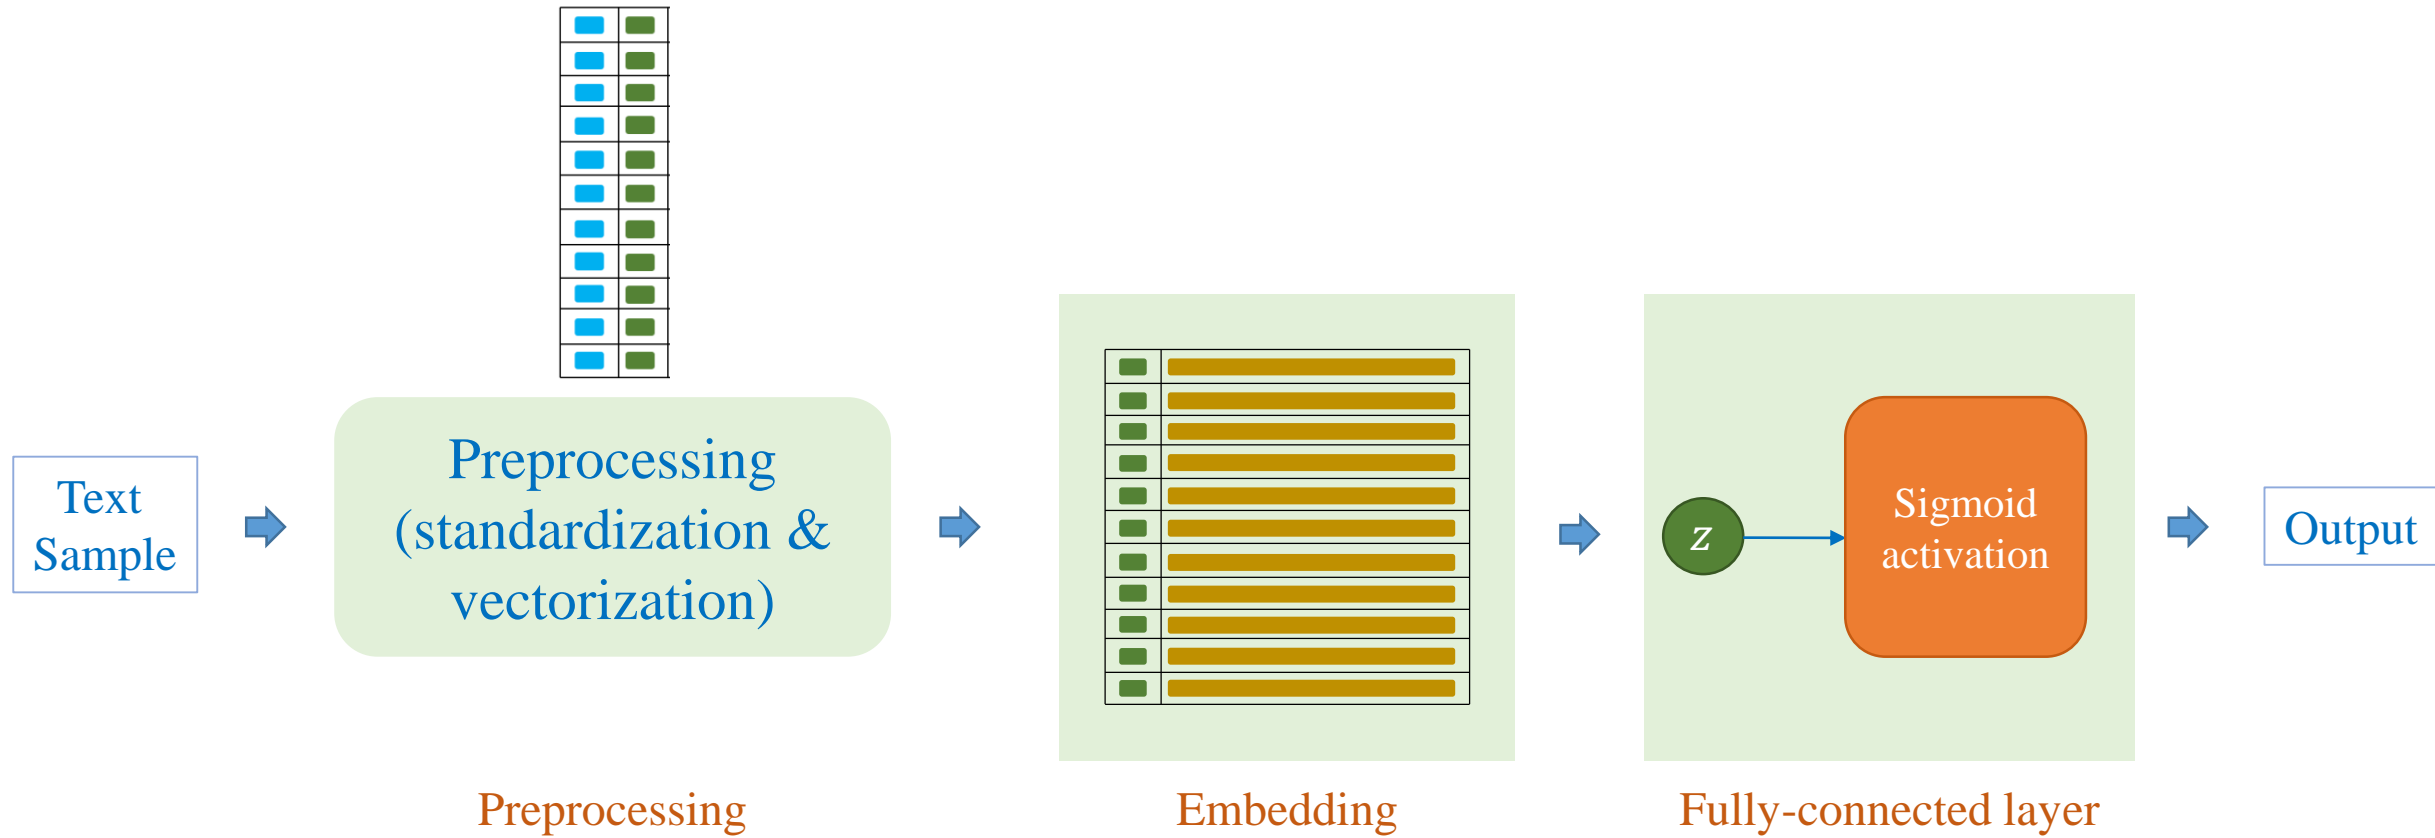 Text
Sample
Preprocessing
(standardization &
vectorization)
z
Sigmoid
activation
Output
Preprocessing
Embedding
Fully-connected layer